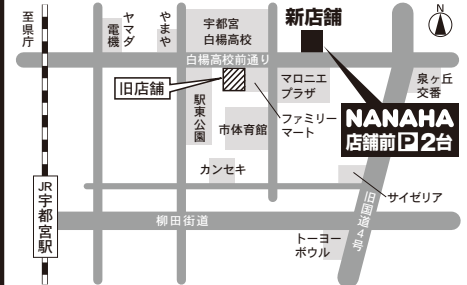 至県庁
ヤマダ
電機
やまや
宇都宮
白楊高校
新店舗
N
白楊高校前通り
旧店舗
駅東公園
マロニエ
プラザ
泉ヶ丘
交番
ファミリー
マート
NANAHA
店舗前P2台
市体育館
カンセキ
サイゼリア
JR宇都宮駅
柳田街道
旧国道4号
トーヨー
ボウル